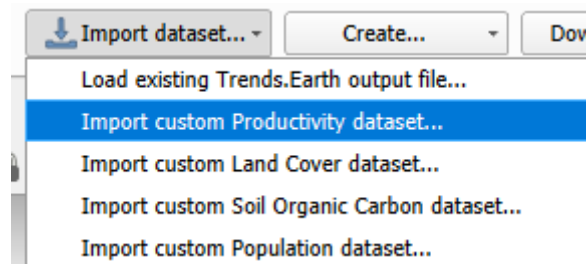 Import dataset... Create...
Load existing Trends.Earth output file...
Import custom Productivity dataset...
Import custom Land Cover dataset...
Import custom Soil Organic Carbon dataset...
Import custom Population dataset...